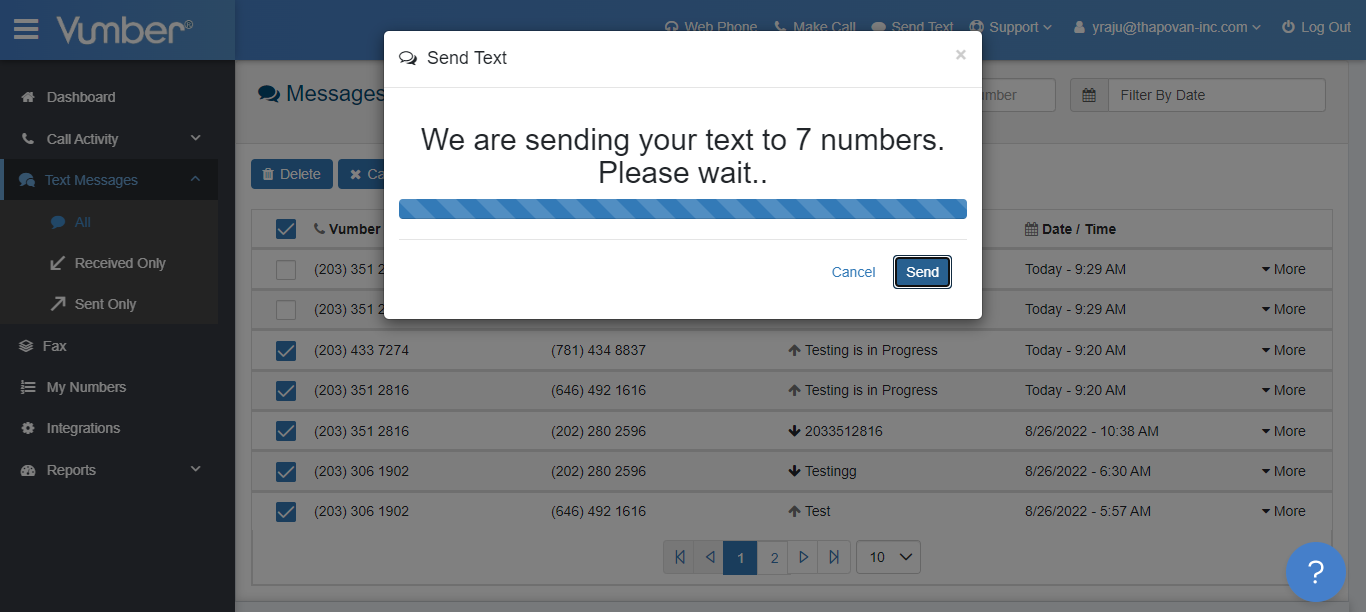 Vumber®
Web Phone Make Call Send Text Support yraju@thapovan-inc.com Log Out
Dashboard
Call Activity
Text Messages
All
Received Only
Sent Only
Fax
My Numbers
Integrations
Reports
Messages
Filter By Date
Delete
Send Text ×
We are sending your text to 7 numbers.
Please wait..
Cancel Send
Vumber Date / Time
(203) 351 2 Today - 9:29 AM More
(203) 351 2 Today - 9:29 AM More
(203) 433 7274 (781) 434 8837 Testing is in Progress Today - 9:20 AM More
(203) 351 2816 (646) 492 1616 Testing is in Progress Today - 9:20 AM More
(203) 351 2816 (202) 280 2596 2033512816 8/26/2022 - 10:38 AM More
(203) 306 1902 (202) 280 2596 Testingg 8/26/2022 - 6:30 AM More
(203) 306 1902 (646) 492 1616 Test 8/26/2022 - 5:57 AM More
1 2 10
?